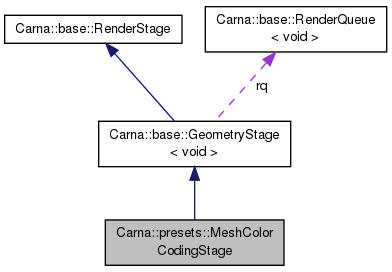 Carna::base::RenderStage
Carna::base::RenderQueue
< void >
rq
Carna::base::GeometryStage
< void >
Carna::presets::MeshColor
CodingStage